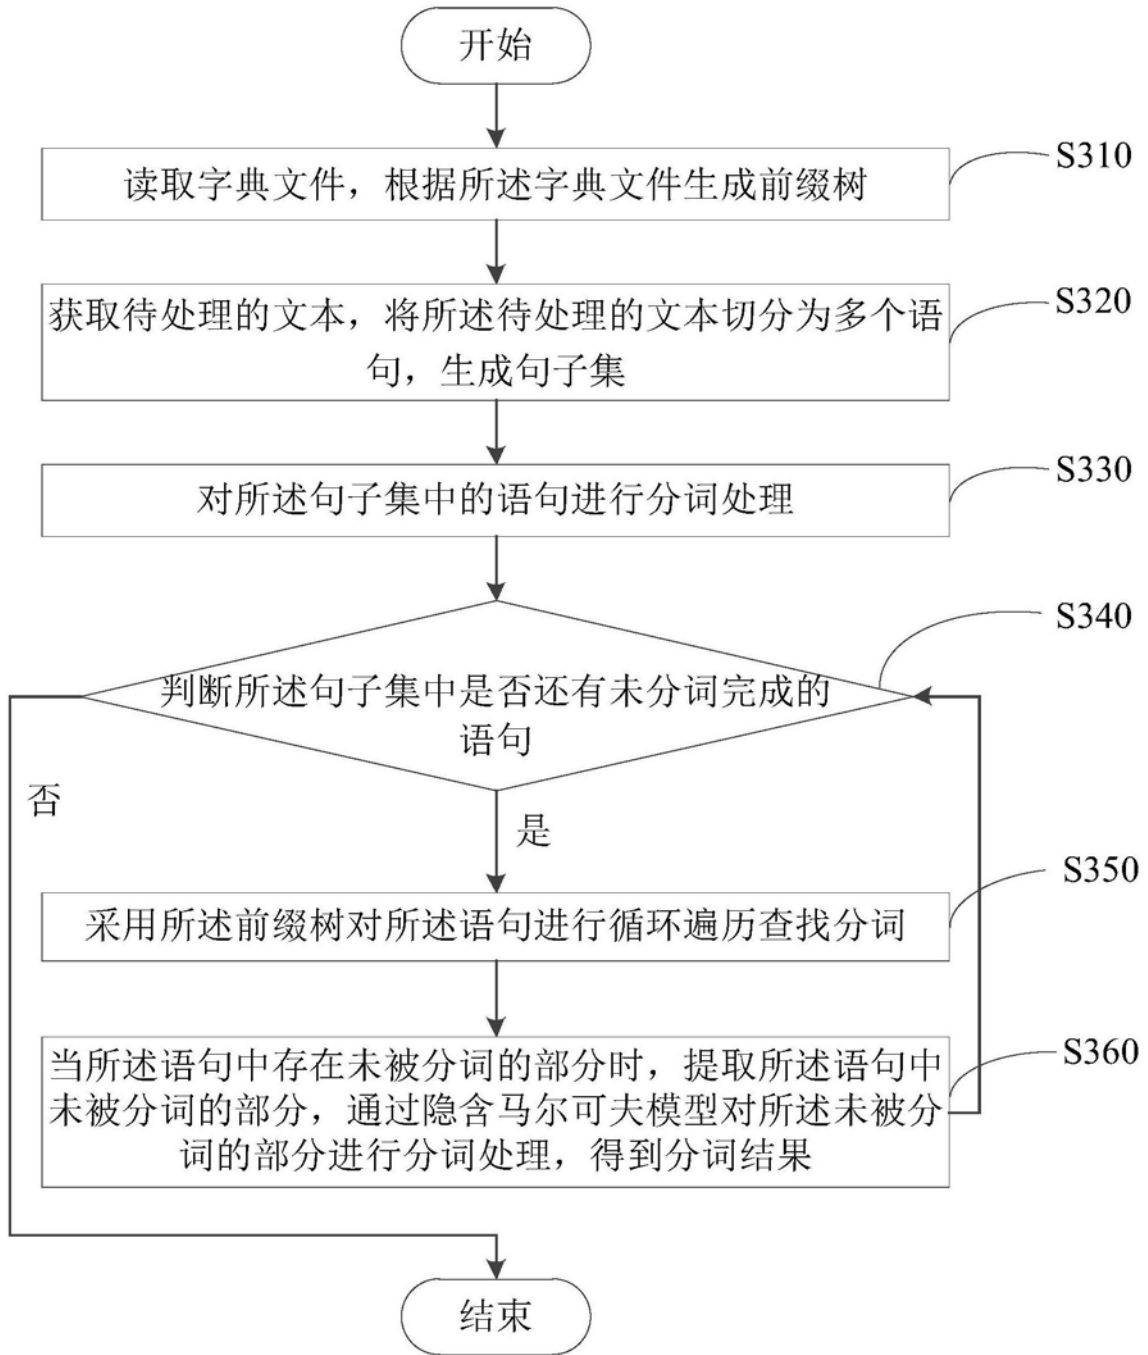 开始
S310
读取字典文件，根据所述字典文件生成前缀树
S320
获取待处理的文本，将所述待处理的文本切分为多个语
句，生成句子集
S330
对所述句子集中的语句进行分词处理
S340
判断所述句子集中是否还有未分词完成的
语句
否
是
S350
采用所述前缀树对所述语句进行循环遍历查找分词
S360
当所述语句中存在未被分词的部分时，提取所述语句中
未被分词的部分，通过隐含马尔可夫模型对所述未被分
词的部分进行分词处理，得到分词结果
结束